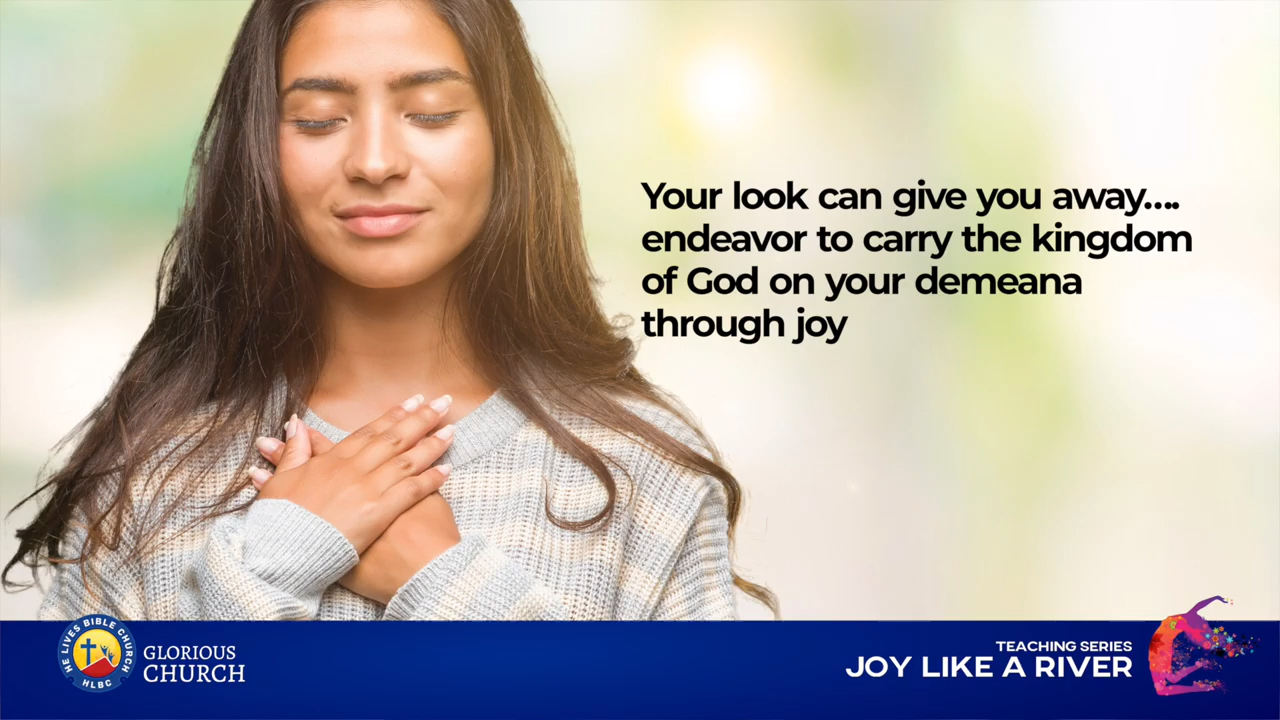 Your look can give you away....
endeavor to carry the kingdom
of God on your demeana
through joy
HE LIVES BIBLE CHURCH
HLBC
GLORIOUS
CHURCH
TEACHING SERIES
JOY LIKE A RIVER